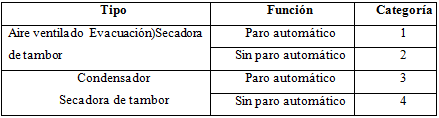 Tipo Función Categoría
Aire ventilado Evacuación)Secadora Paro automático 1
de tambor Sin paro automático 2
Condensador Paro automático 3
Secadora de tambor Sin paro automático 4